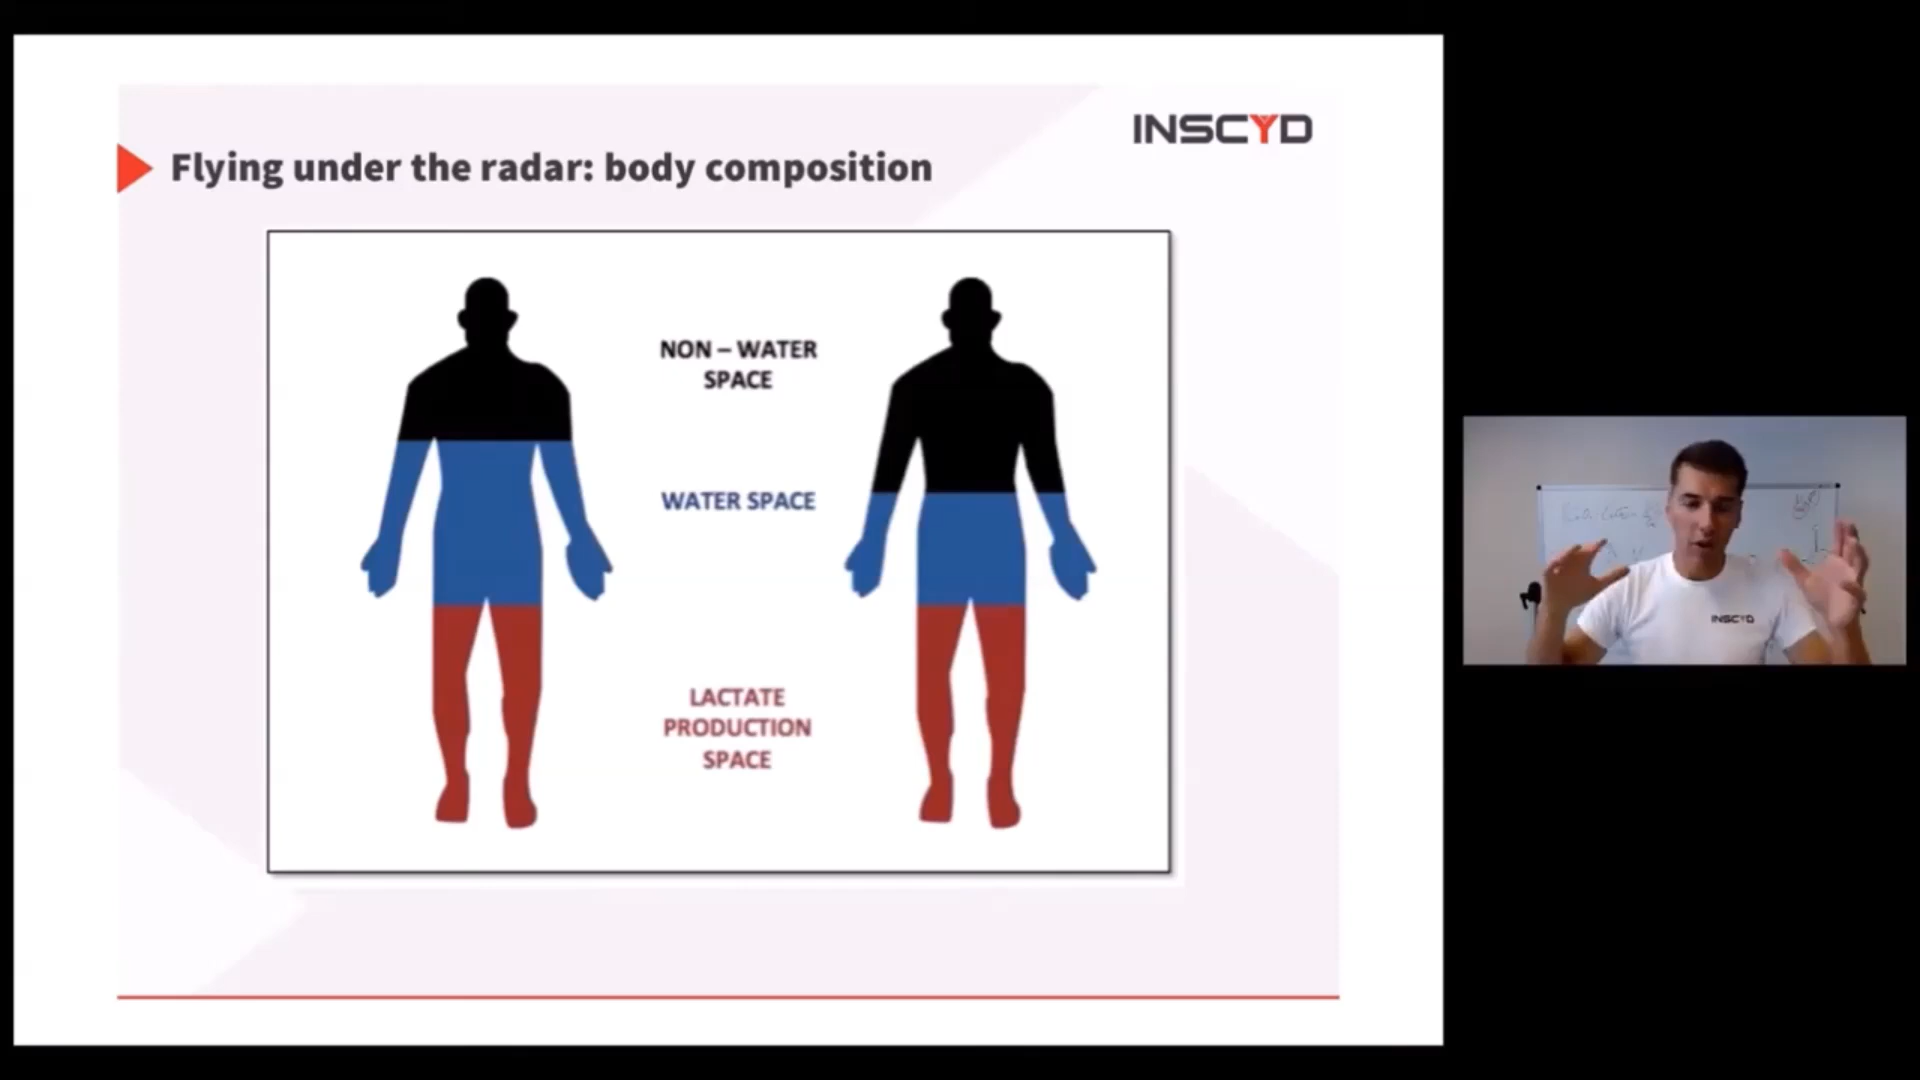 INSCYD
Flying under the radar: body composition
NON – WATER
SPACE
WATER SPACE
LACTATE
PRODUCTION
SPACE
INSCYD